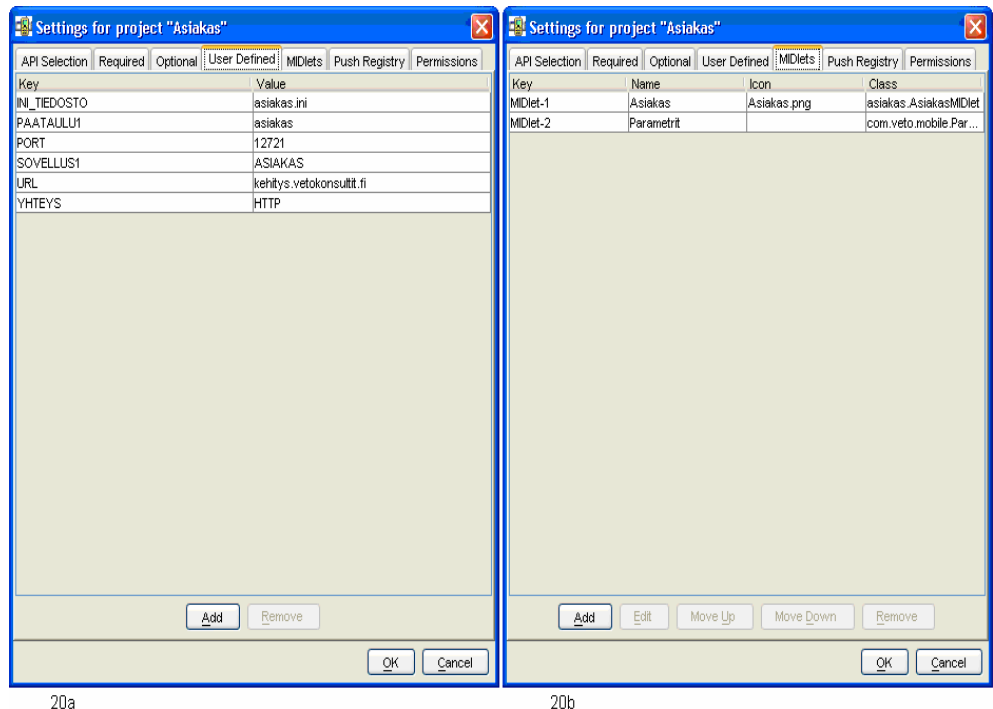 Settings for project "Asiakas"
API Selection Required Optional User Defined MIDlets Push Registry Permissions
Key Value
INI_TIEDOSTO asiakas.ini
PAATAULU1 asiakas
PORT 12721
SOVELLUS1 ASIAKAS
URL kehitys.vetokonsultit.fi
YHTEYS HTTP
Add Remove
OK Cancel
20a
Settings for project "Asiakas"
API Selection Required Optional User Defined MIDlets Push Registry Permissions
Key Name Icon Class
MIDlet-1 Asiakas Asiakas.png asiakas.AsiakasMIDlet
MIDlet-2 Parametrit com.veto.mobile.Par...
Add Edit Move Up Move Down Remove
OK Cancel
20b